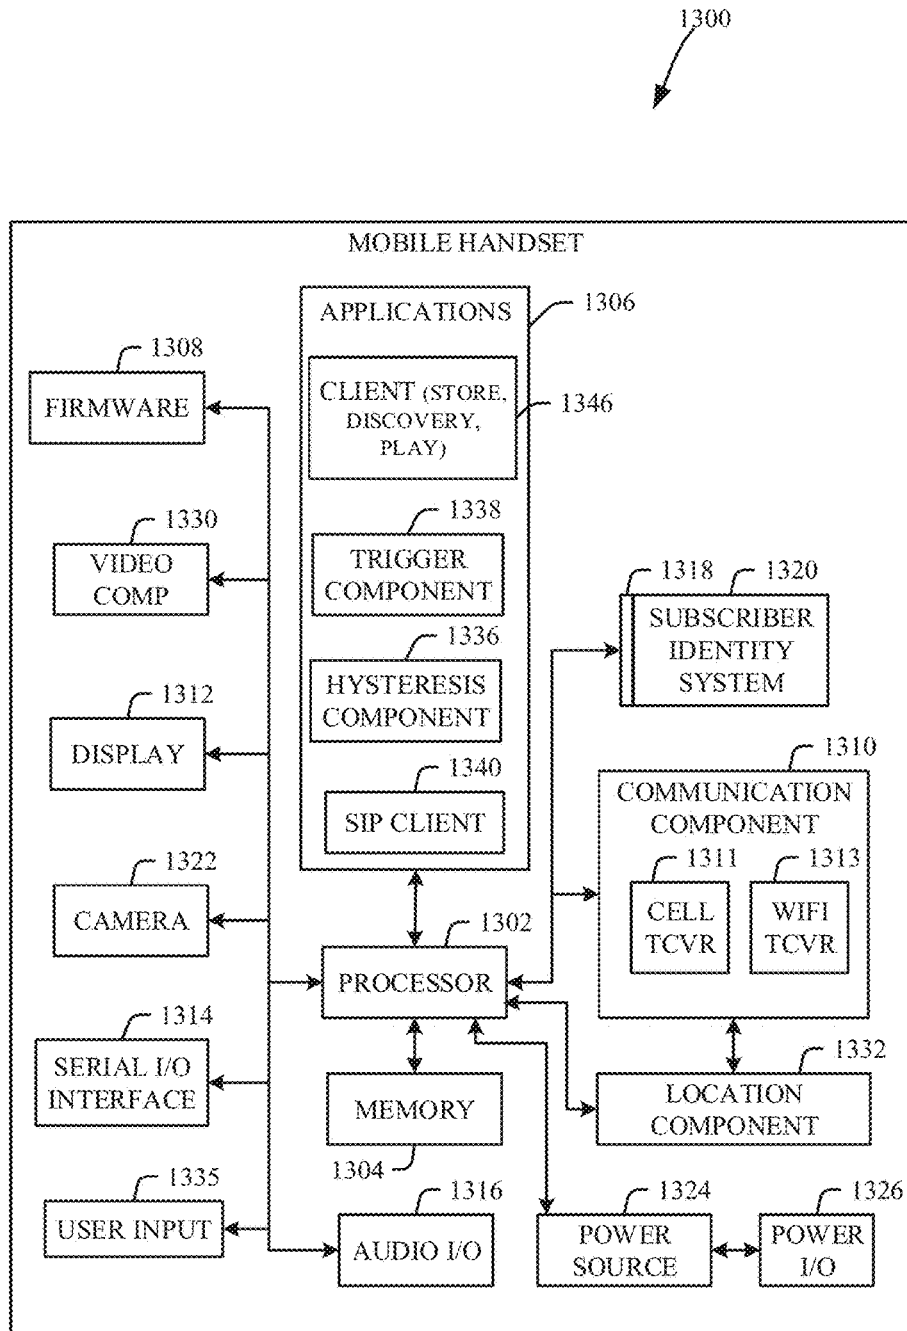 1300
MOBILE HANDSET
APPLICATIONS
1306
CLIENT (STORE,
DISCOVERY,
PLAY)
1346
1338
TRIGGER
COMPONENT
1336
HYSTERESIS
COMPONENT
1340
SIP CLIENT
1308
FIRMWARE
1330
VIDEO
COMP
1312
DISPLAY
1322
CAMERA
1314
SERIAL I/O
INTERFACE
1335
USER INPUT
1302
PROCESSOR
MEMORY
1304
1316
AUDIO I/O
1318
1320
SUBSCRIBER
IDENTITY
SYSTEM
1310
COMMUNICATION
COMPONENT
1311
CELL
TCVR
1313
WIFI
TCVR
1332
LOCATION
COMPONENT
1324
POWER
SOURCE
1326
POWER
I/O